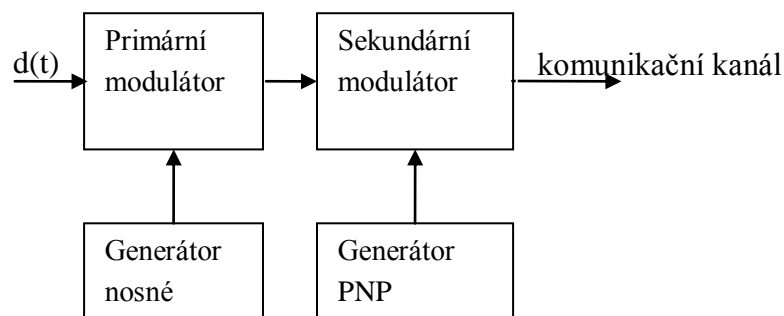 d(t)
Primární
modulátor
Sekundární
modulátor
komunikační kanál
Generátor
nosné
Generátor
PNP